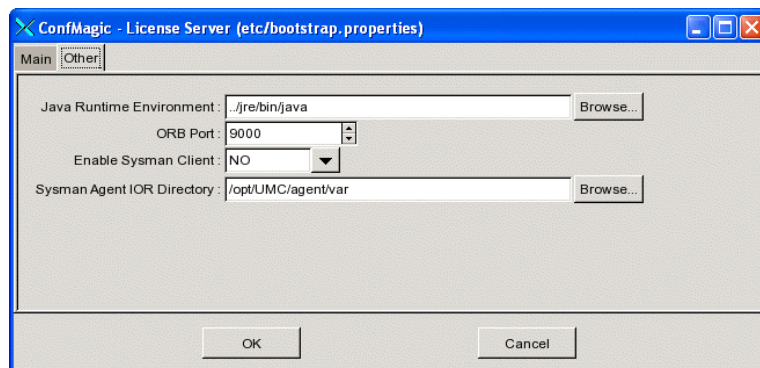 ConfMagic - License Server (etc/bootstrap.properties)
Main Other
Java Runtime Environment : ../jre/bin/java Browse...
ORB Port : 9000
Enable Sysman Client : NO
Sysman Agent IOR Directory : /opt/UMC/agent/var Browse...
OK Cancel